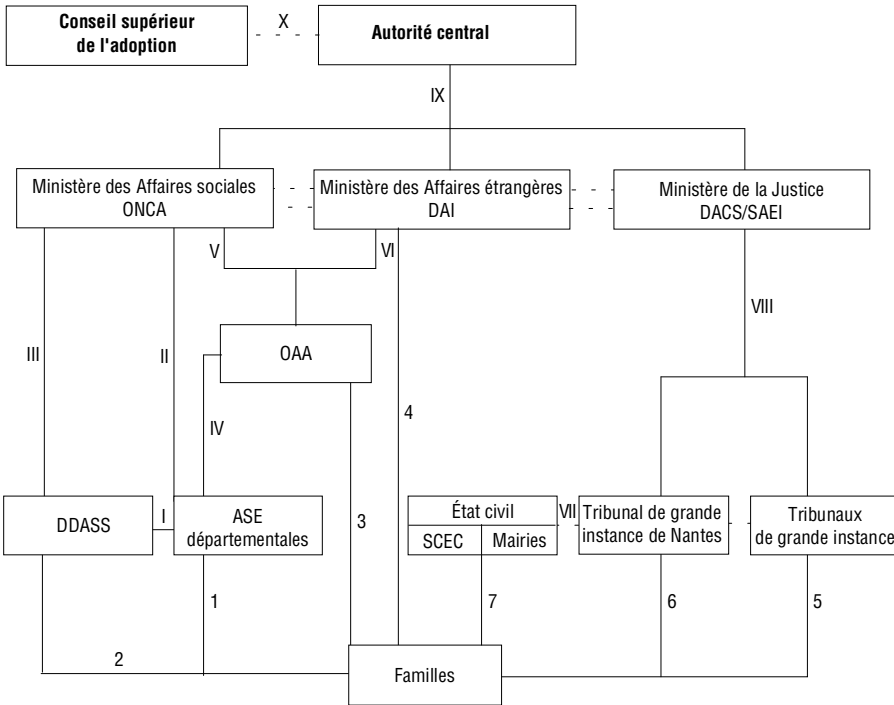 Conseil supérieur
de l'adoption
X
Autorité central
IX
Ministère des Affaires sociales
ONCA
Ministère des Affaires étrangères
DAI
Ministère de la Justice
DACS/SAEI
V
VI
VIII
III
II
OAA
IV
4
DDASS
I
ASE
départementales
3
État civil
SCEC
Mairies
VII
Tribunal de grande
instance de Nantes
Tribunaux
de grande instance
1
7
6
5
2
Familles